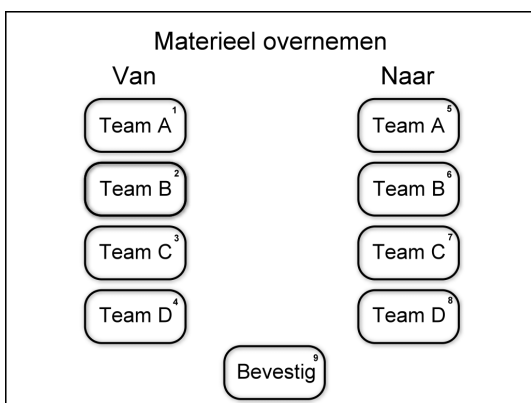 Materieel overnemen
Van Naar
Team A 1 Team A 5
Team B 2 Team B 6
Team C 3 Team C 7
Team D 4 Team D 8
Bevestig 9